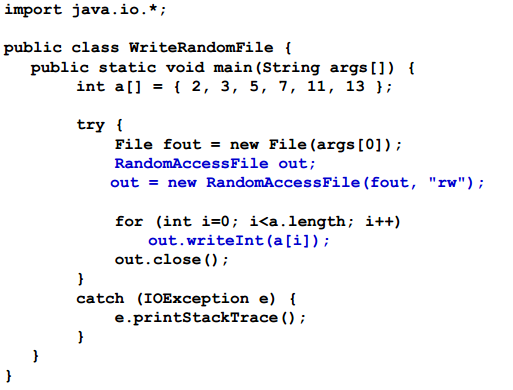 import java.io.*;
public class WriteRandomFile {
public static void main(String args[]) {
int a[] = { 2, 3, 5, 7, 11, 13 };
try {
File fout = new File(args[0]);
RandomAccessFile out;
out = new RandomAccessFile(fout, "rw");
for (int i=0; i<a.length; i++)
out.writeInt(a[i]);
out.close();
}
catch (IOException e) {
e.printStackTrace();
}
}
}